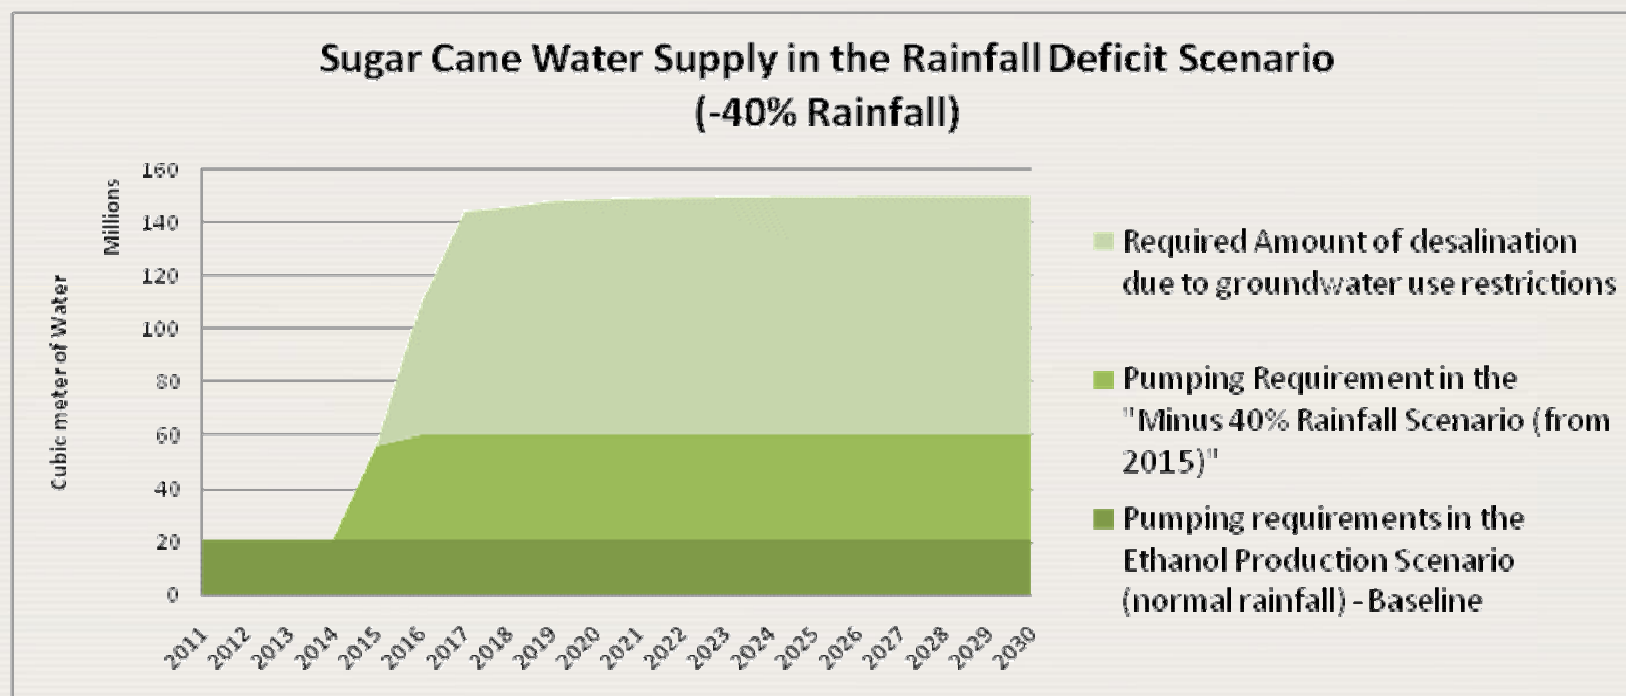 Sugar Cane Water Supply in the Rainfall Deficit Scenario
(-40% Rainfall)
Millions
Cubic meter of Water
160
140
120
100
80
60
40
20
0
2011
2012
2013
2014
2015
2016
2017
2018
2019
2020
2021
2022
2023
2024
2025
2026
2027
2028
2029
2030
Required Amount of desalination
due to groundwater use restrictions
Pumping Requirement in the
"Minus 40% Rainfall Scenario (from
2015)"
Pumping requirements in the
Ethanol Production Scenario
(normal rainfall) - Baseline